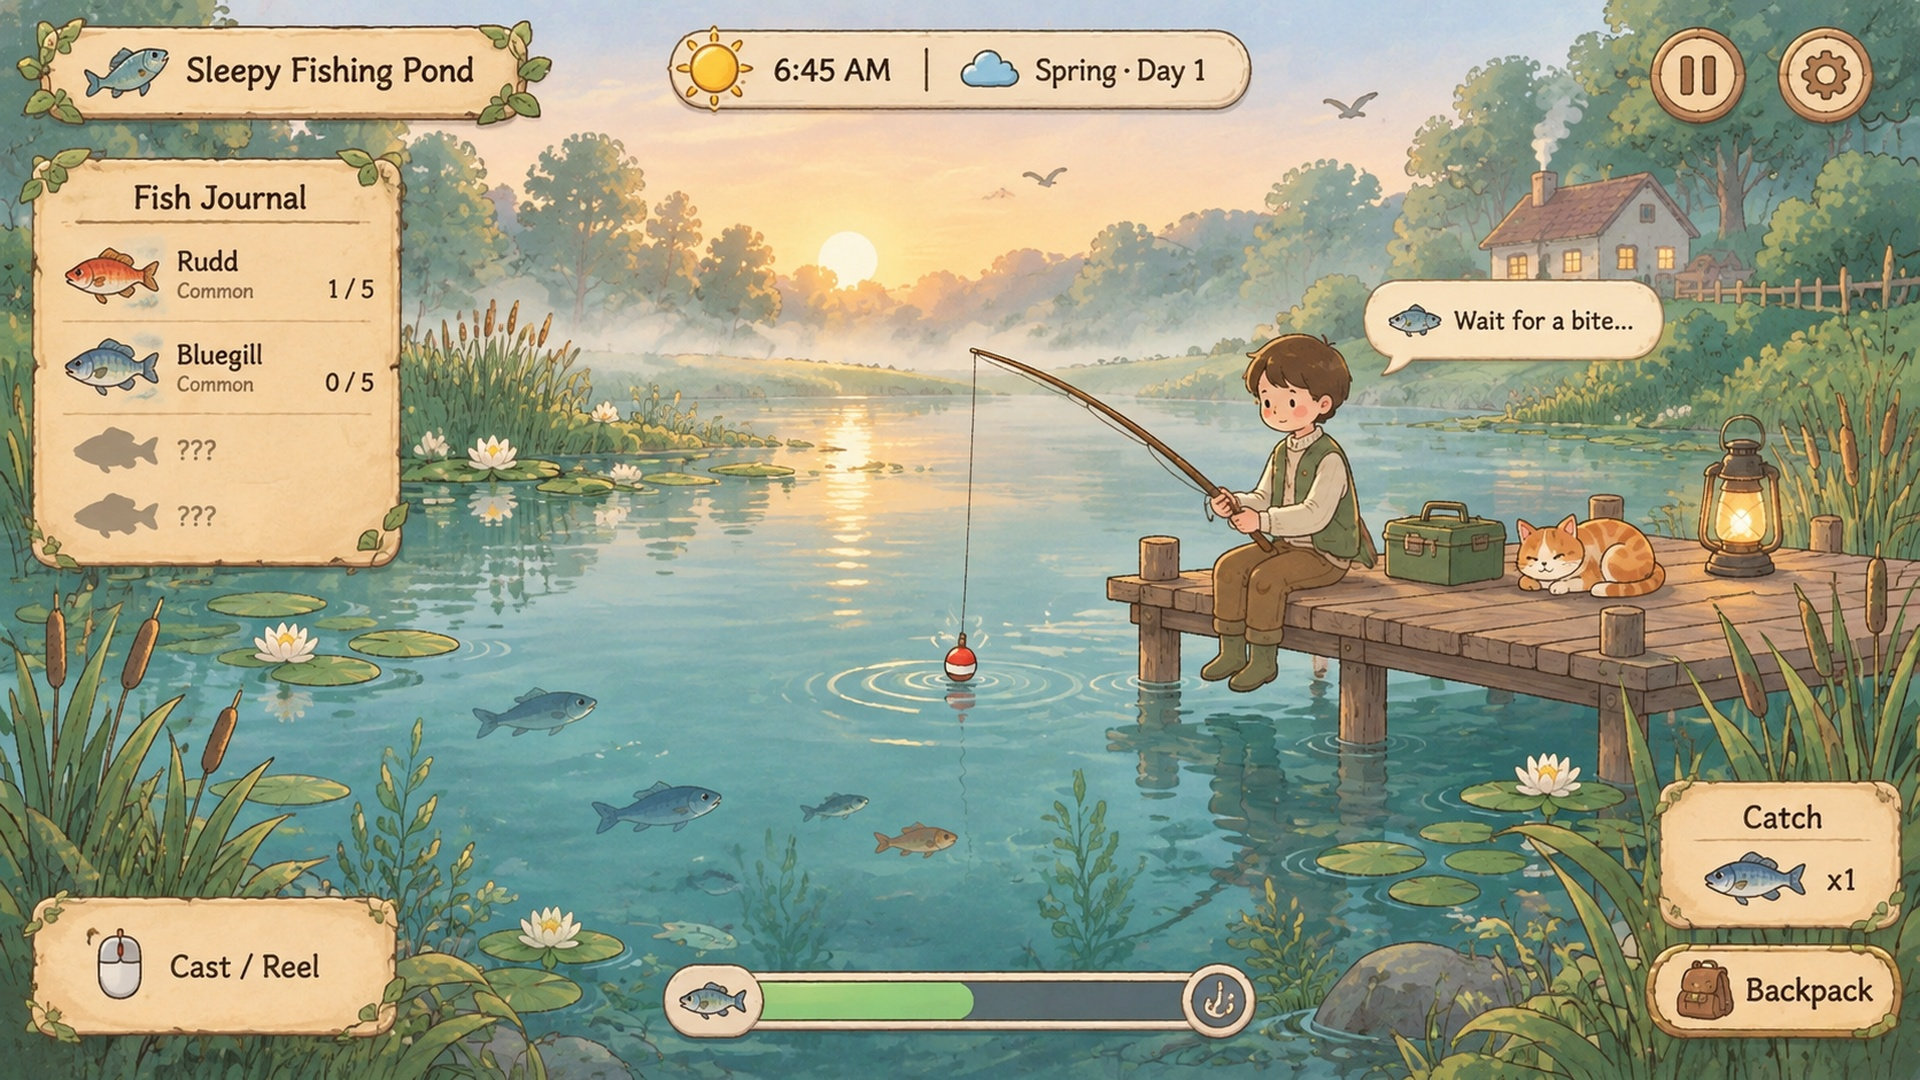 Sleepy Fishing Pond
6:45 AM
Spring · Day 1
Fish Journal
Rudd
Common
1 / 5
Bluegill
Common
0 / 5
???
???
Wait for a bite...
Cast / Reel
Catch
x1
Backpack